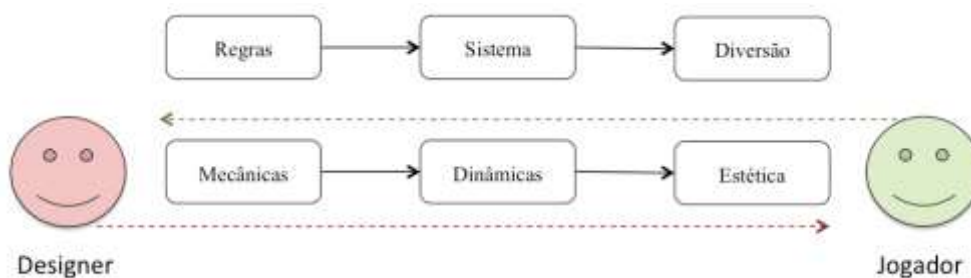 Regras
Sistema
Diversão
Mecânicas
Dinâmicas
Estética
Designer
Jogador